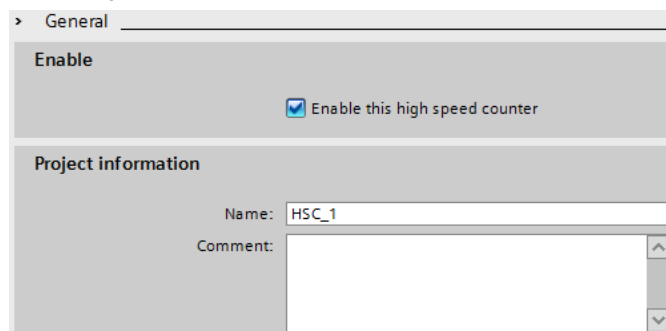 General
Enable
Enable this high speed counter
Project information
Name: HSC_1
Comment: